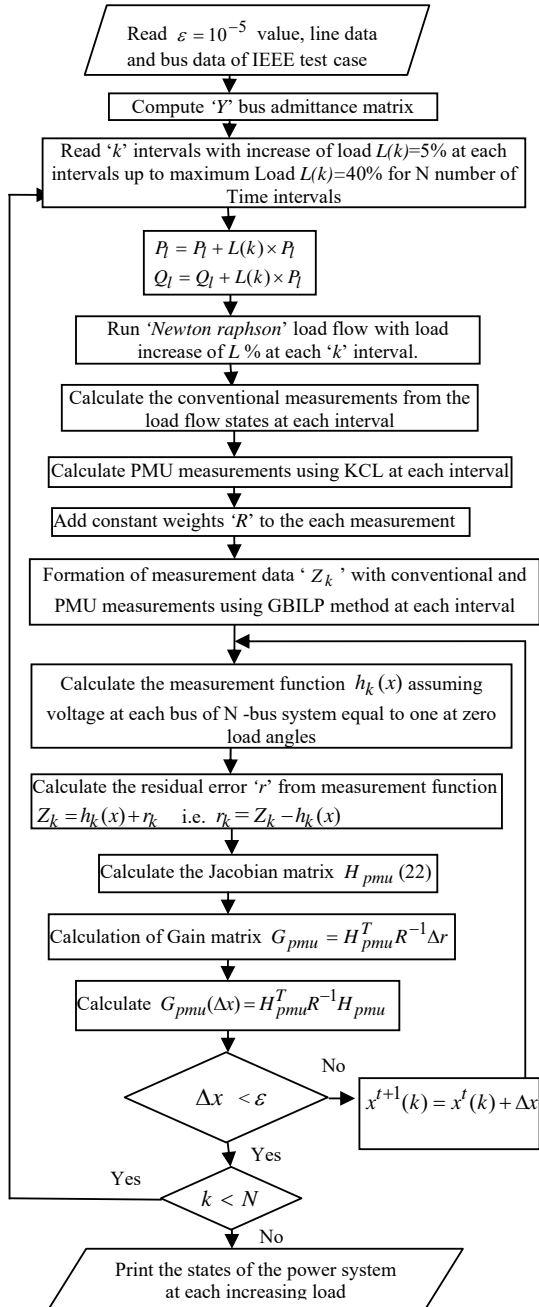 Read ε = 10⁻⁵ value, line data
and bus data of IEEE test case
Compute ‘Y’ bus admittance matrix
Read ‘k’ intervals with increase of load L(k)=5% at each
intervals up to maximum Load L(k)=40% for N number of
Time intervals
P_l = P_l + L(k) × P_l
Q_l = Q_l + L(k) × P_l
Run ‘Newton raphson’ load flow with load
increase of L % at each ‘k’ interval.
Calculate the conventional measurements from the
load flow states at each interval
Calculate PMU measurements using KCL at each interval
Add constant weights ‘R’ to the each measurement
Formation of measurement data ‘ Z_k ’ with conventional and
PMU measurements using GBILP method at each interval
Calculate the measurement function h_k(x) assuming
voltage at each bus of N -bus system equal to one at zero
load angles
Calculate the residual error ‘r’ from measurement function
Z_k = h_k(x) + r_k i.e. r_k = Z_k − h_k(x)
Calculate the Jacobian matrix H_pmu (22)
Calculation of Gain matrix G_pmu = H_pmu^T R^−1 Δr
Calculate G_pmu(Δx) = H_pmu^T R^−1 H_pmu
Δx < ε
No
x^t+1(k) = x^t(k) + Δx
Yes
Yes
k < N
No
Print the states of the power system
at each increasing load